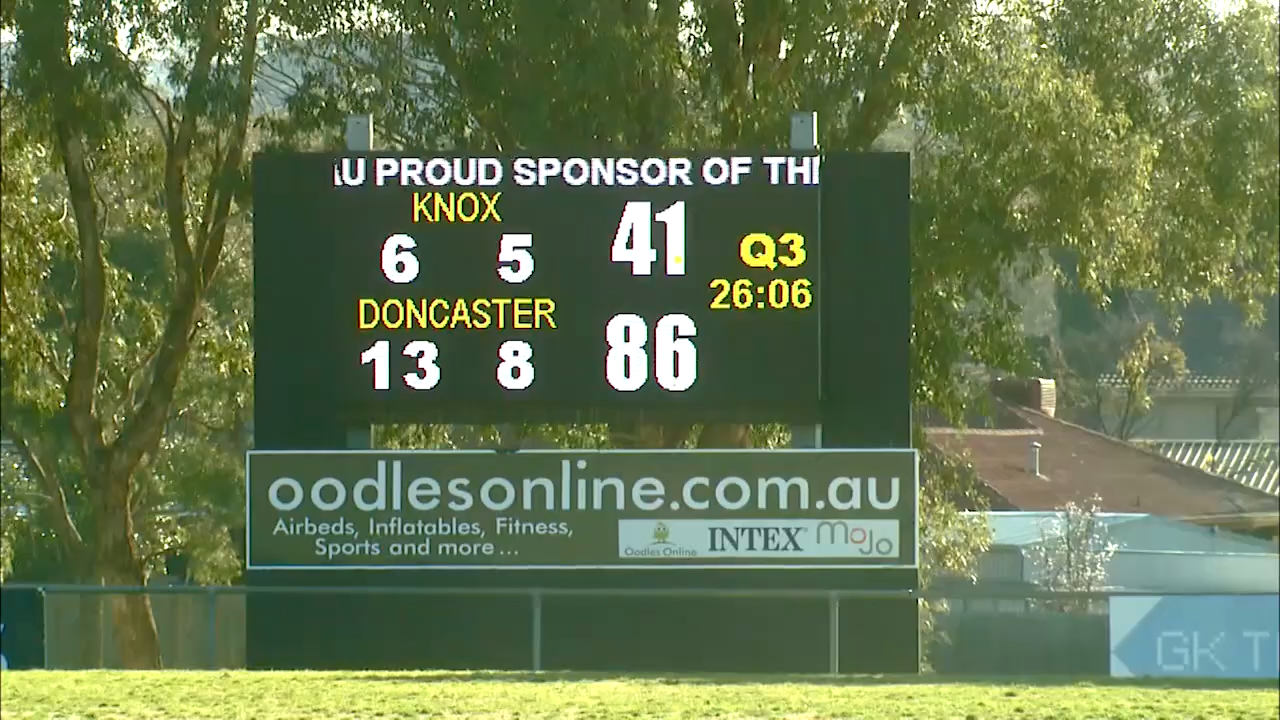 U PROUD SPONSOR OF TH
KNOX
6 5 41
Q3
26:06
DONCASTER
13 8 86
oodlesonline.com.au
Airbeds, Inflatables, Fitness,
Sports and more...
Oodles Online
INTEX
mojo
GK T